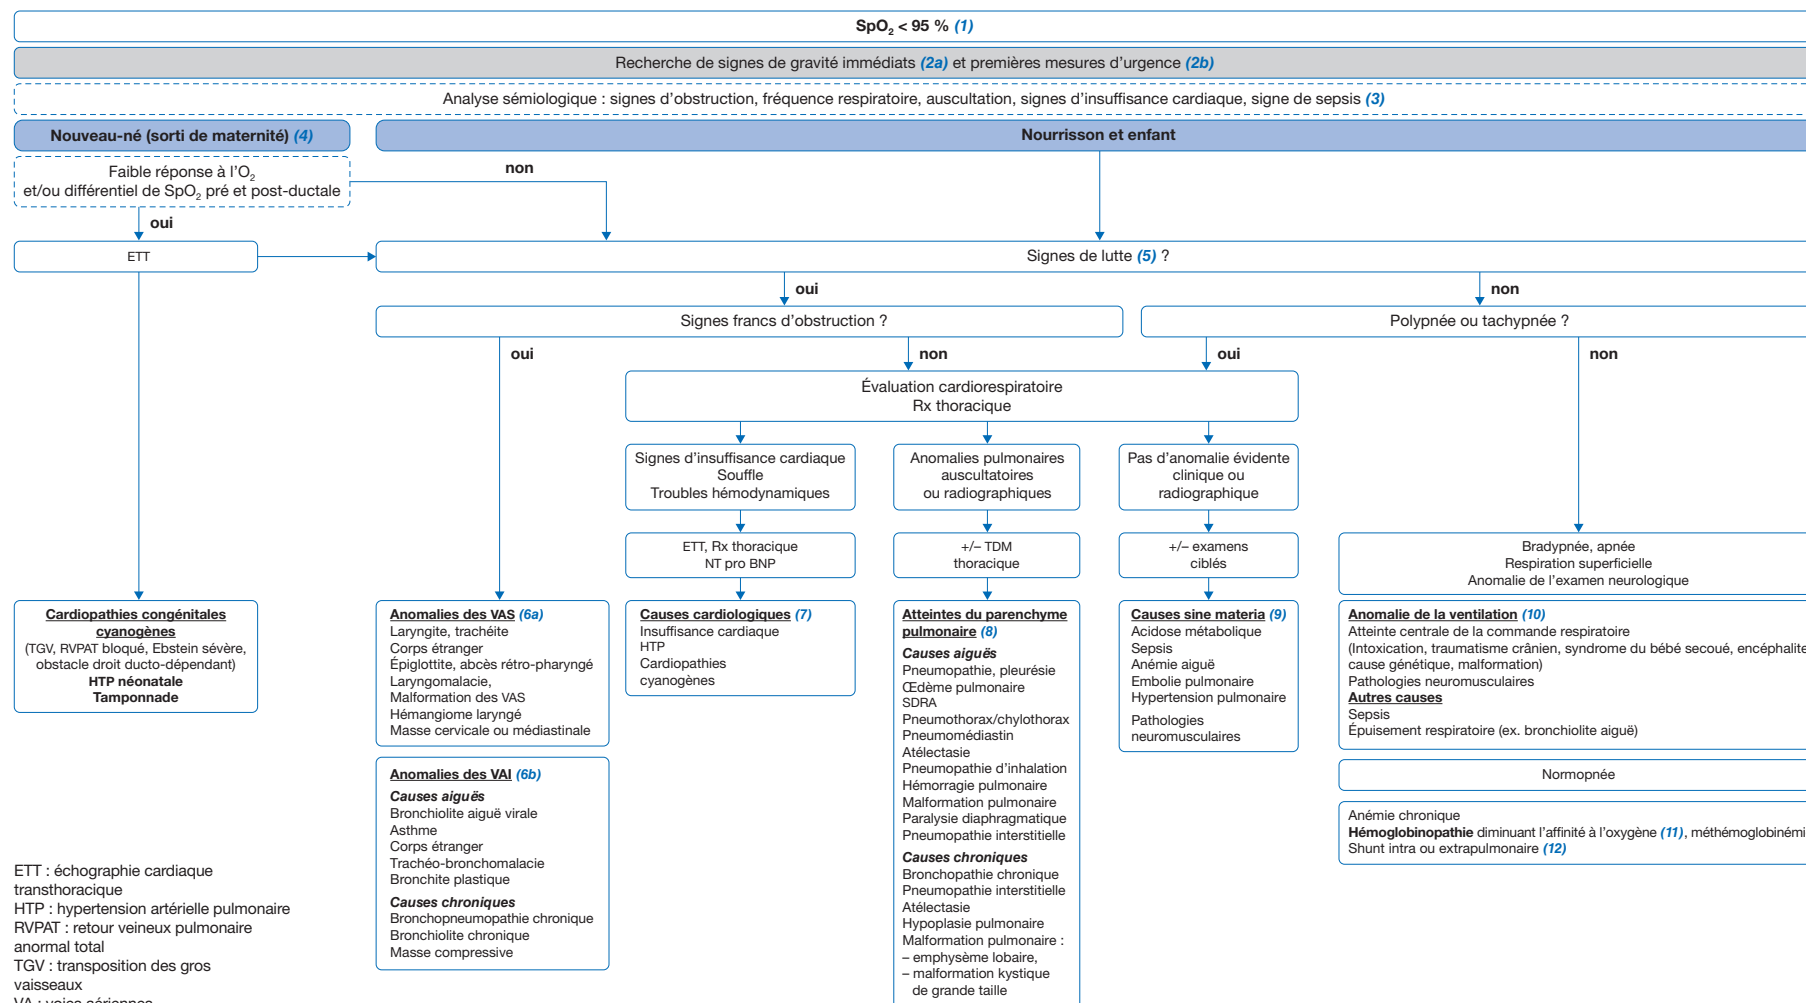 SpO₂ < 95 % (1)
Recherche de signes de gravité immédiats (2a) et premières mesures d'urgence (2b)
Analyse sémiologique : signes d'obstruction, fréquence respiratoire, auscultation, signes d'insuffisance cardiaque, signe de sepsis (3)
Nouveau-né (sorti de maternité) (4)
Nourrisson et enfant
Faible réponse à l'O₂
et/ou différentiel de SpO₂ pré et post-ductale
non
oui
ETT
Signes de lutte (5) ?
oui
non
Signes francs d'obstruction ?
Polypnée ou tachypnée ?
oui
non
oui
non
Évaluation cardiorespiratoire
Rx thoracique
Signes d'insuffisance cardiaque
Souffle
Troubles hémodynamiques
Anomalies pulmonaires
auscultatoires
ou radiographiques
Pas d'anomalie évidente
clinique ou
radiographique
ETT, Rx thoracique
NT pro BNP
+/– TDM
thoracique
+/– examens
ciblés
Bradypnée, apnée
Respiration superficielle
Anomalie de l'examen neurologique
Cardiopathies congénitales
cyanogènes
(TGV, RVPAT bloqué, Ebstein sévère,
obstacle droit ducto-dépendant)
HTP néonatale
Tamponnade
Anomalies des VAS (6a)
Laryngite, trachéite
Corps étranger
Épiglottite, abcès rétro-pharyngé
Laryngomalacie,
Malformation des VAS
Hémangiome laryngé
Masse cervicale ou médiastinale
Anomalies des VAI (6b)
Causes aiguës
Bronchiolite aiguë virale
Asthme
Corps étranger
Trachéo-bronchomalacie
Bronchite plastique
Causes chroniques
Bronchopneumopathie chronique
Bronchiolite chronique
Masse compressive
Causes cardiologiques (7)
Insuffisance cardiaque
HTP
Cardiopathies
cyanogènes
Atteintes du parenchyme
pulmonaire (8)
Causes aiguës
Pneumopathie, pleurésie
Œdème pulmonaire
SDRA
Pneumothorax/chylothorax
Pneumomédiastin
Atélectasie
Pneumopathie d'inhalation
Hémorragie pulmonaire
Malformation pulmonaire
Paralysie diaphragmatique
Pneumopathie interstitielle
Causes chroniques
Bronchopathie chronique
Pneumopathie interstitielle
Atélectasie
Hypoplasie pulmonaire
Malformation pulmonaire :
– emphysème lobaire,
– malformation kystique
de grande taille
Causes sine materia (9)
Acidose métabolique
Sepsis
Anémie aiguë
Embolie pulmonaire
Hypertension pulmonaire
Pathologies
neuromusculaires
Anomalie de la ventilation (10)
Atteinte centrale de la commande respiratoire
(Intoxication, traumatisme crânien, syndrome du bébé secoué, encéphalite
cause génétique, malformation)
Pathologies neuromusculaires
Autres causes
Sepsis
Épuisement respiratoire (ex. bronchiolite aiguë)
Normopnée
Anémie chronique
Hémoglobinopathie diminuant l'affinité à l'oxygène (11), méthémoglobinémi
Shunt intra ou extrapulmonaire (12)
ETT : échographie cardiaque
transthoracique
HTP : hypertension artérielle pulmonaire
RVPAT : retour veineux pulmonaire
anormal total
TGV : transposition des gros
vaisseaux
VA : voies aériennes